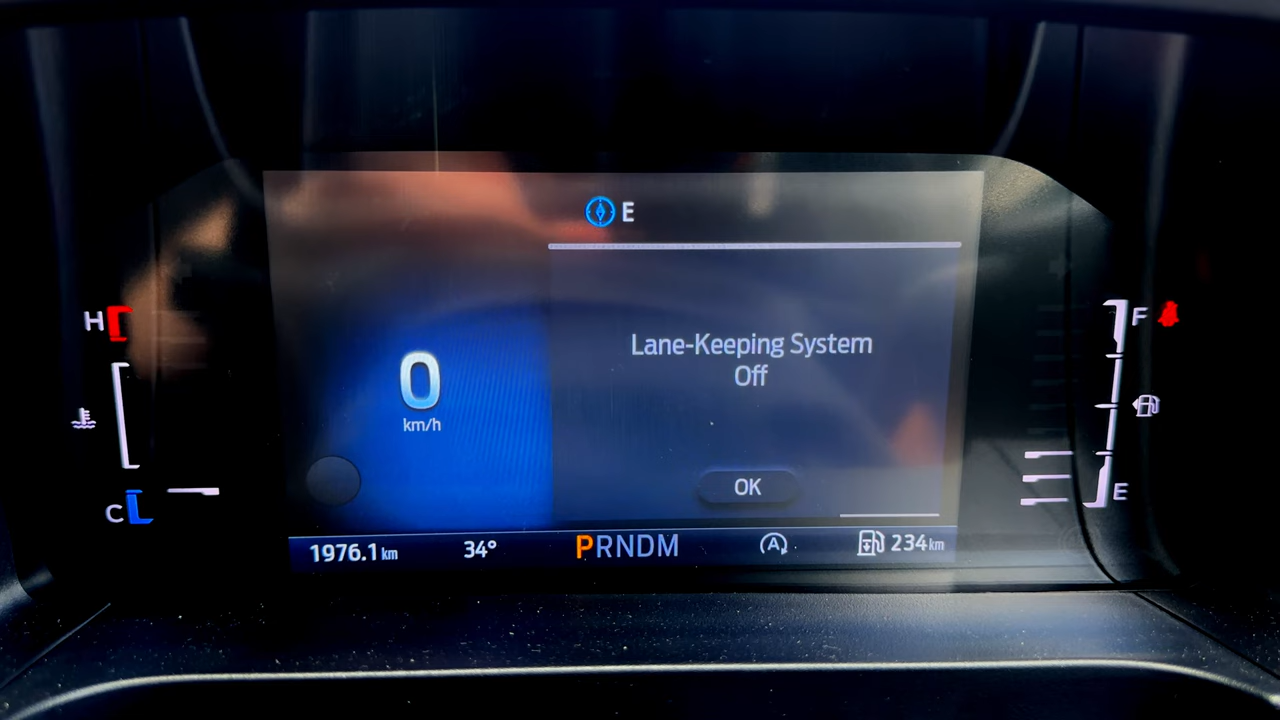 E
Lane-Keeping System
Off
0
km/h
OK
H
C
F
E
1976.1 km
34°
PRNDM
A
234 km